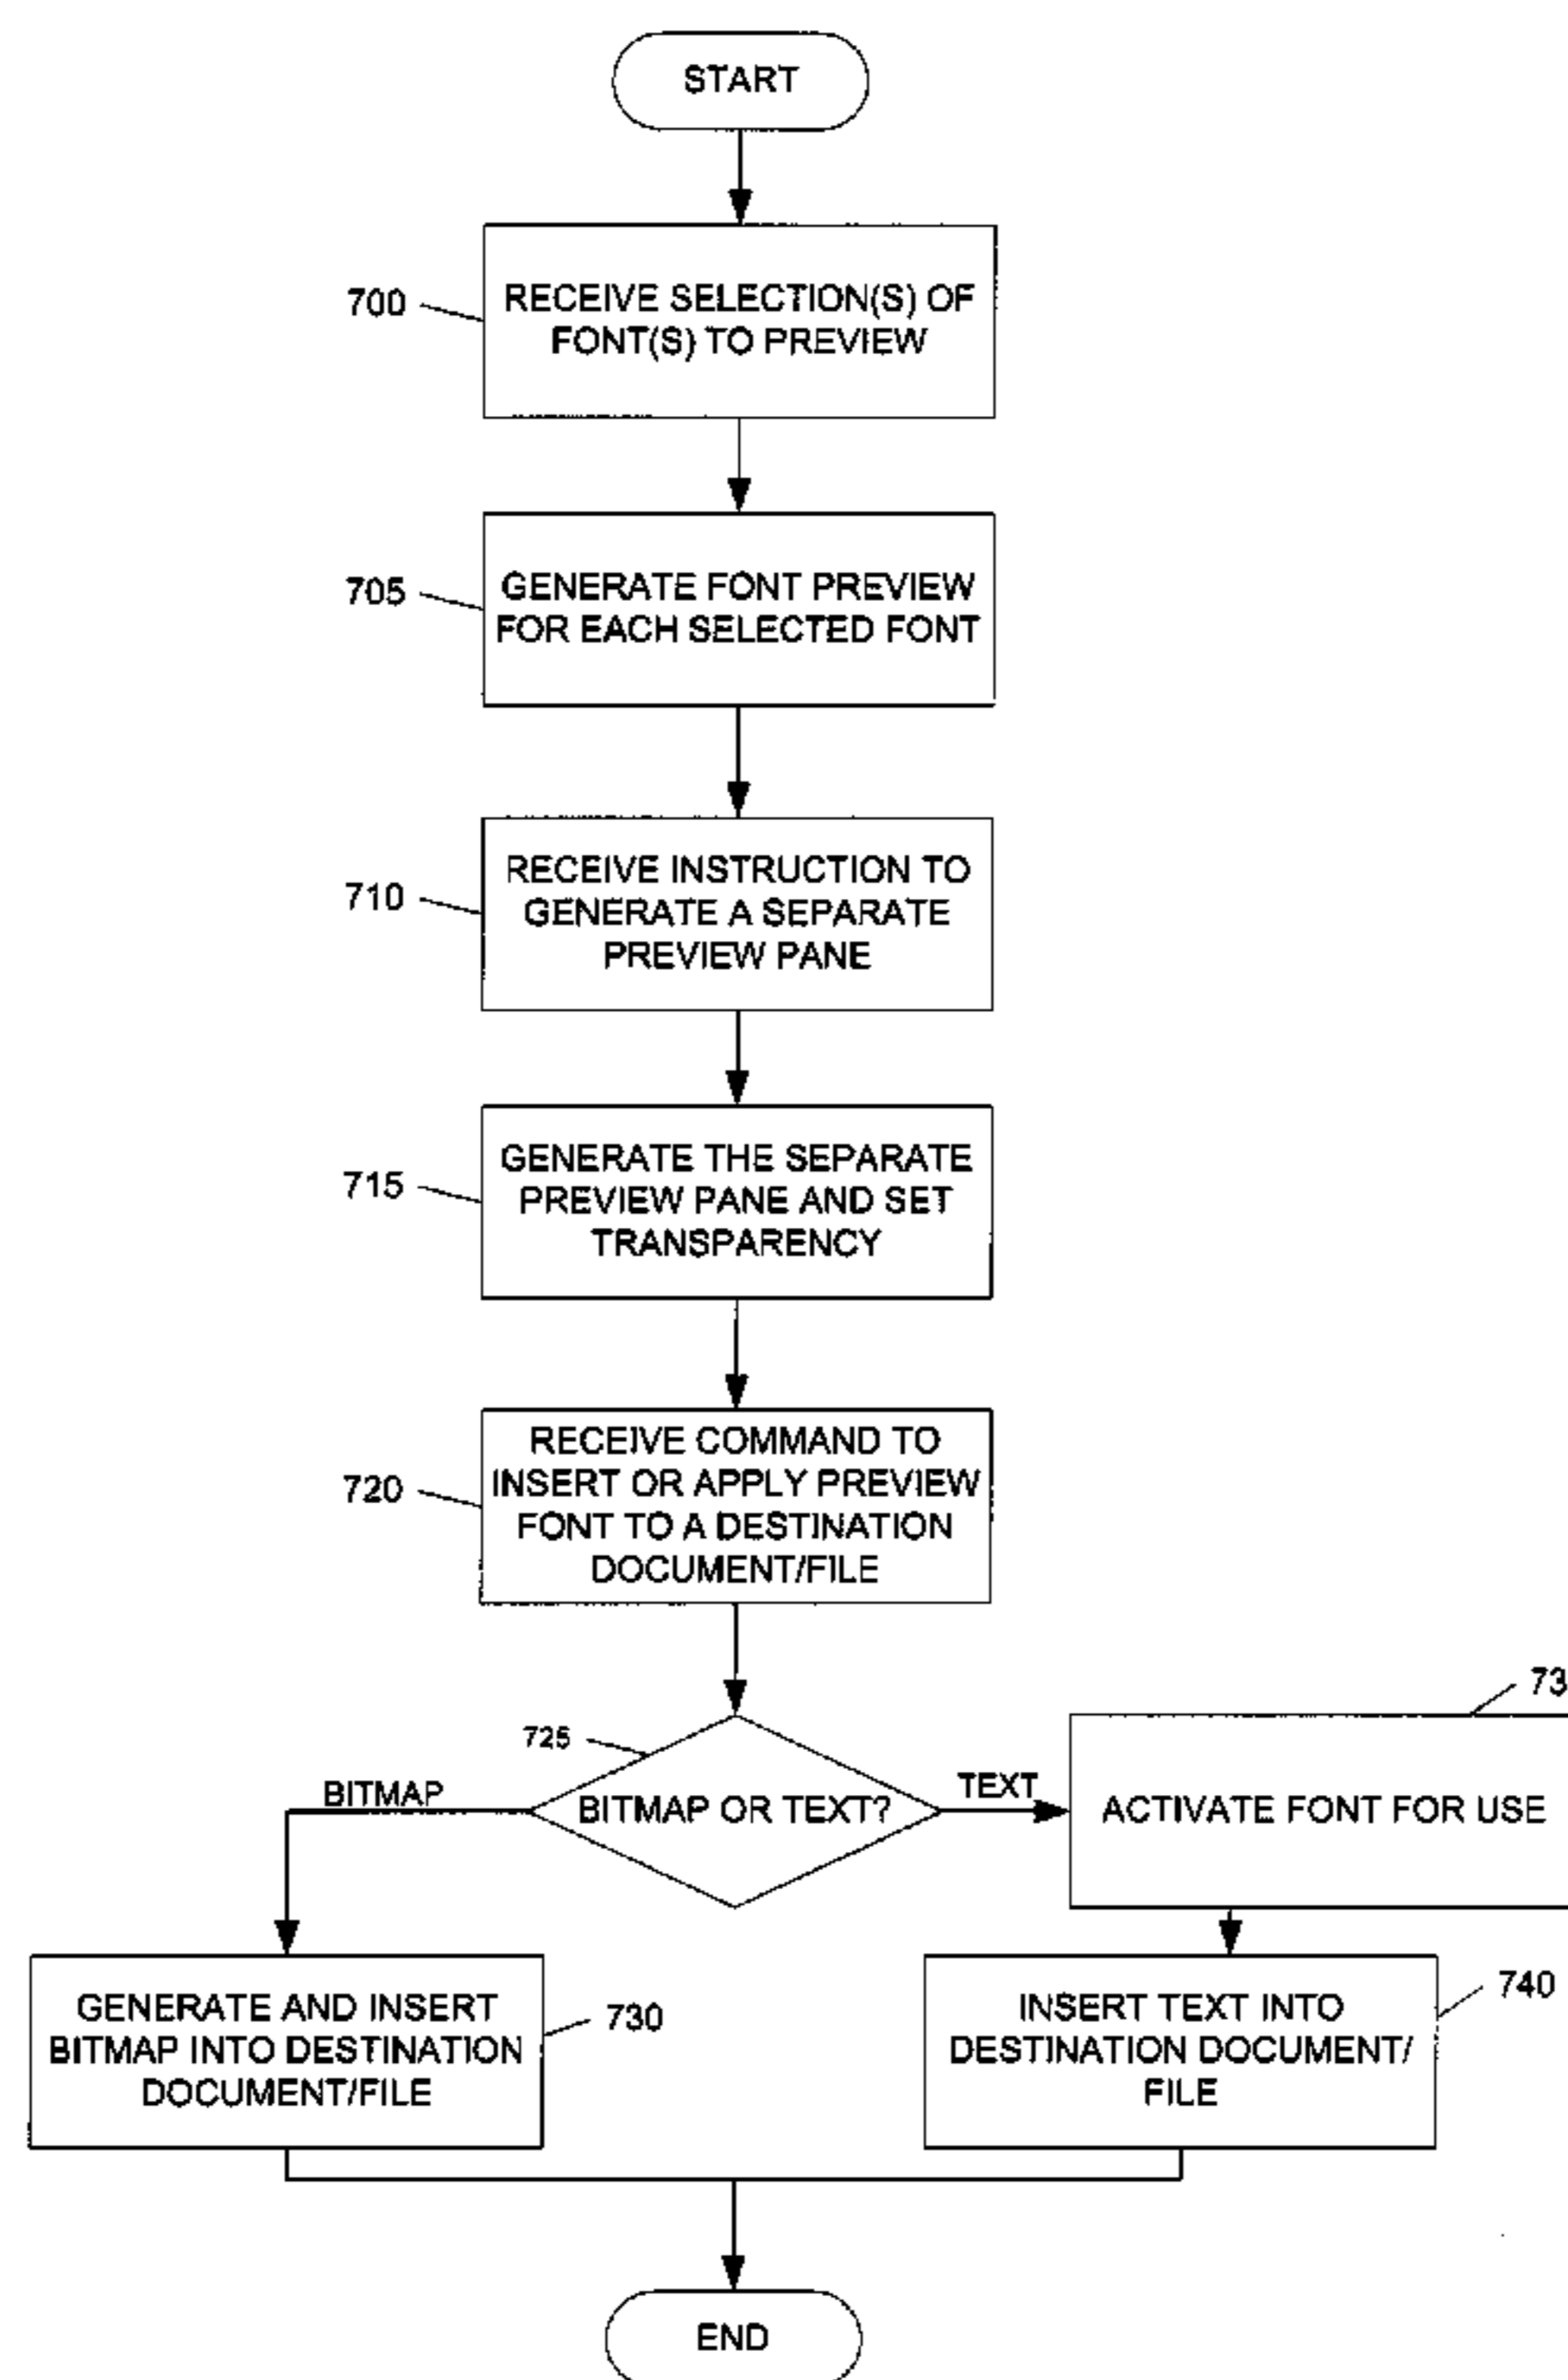 START
700
RECEIVE SELECTION(S) OF
FONT(S) TO PREVIEW
705
GENERATE FONT PREVIEW
FOR EACH SELECTED FONT
710
RECEIVE INSTRUCTION TO
GENERATE A SEPARATE
PREVIEW PANE
715
GENERATE THE SEPARATE
PREVIEW PANE AND SET
TRANSPARENCY
720
RECEIVE COMMAND TO
INSERT OR APPLY PREVIEW
FONT TO A DESTINATION
DOCUMENT/FILE
725
BITMAP OR TEXT?
BITMAP
TEXT
73
ACTIVATE FONT FOR USE
GENERATE AND INSERT
BITMAP INTO DESTINATION
DOCUMENT/FILE
730
INSERT TEXT INTO
DESTINATION DOCUMENT/
FILE
740
END